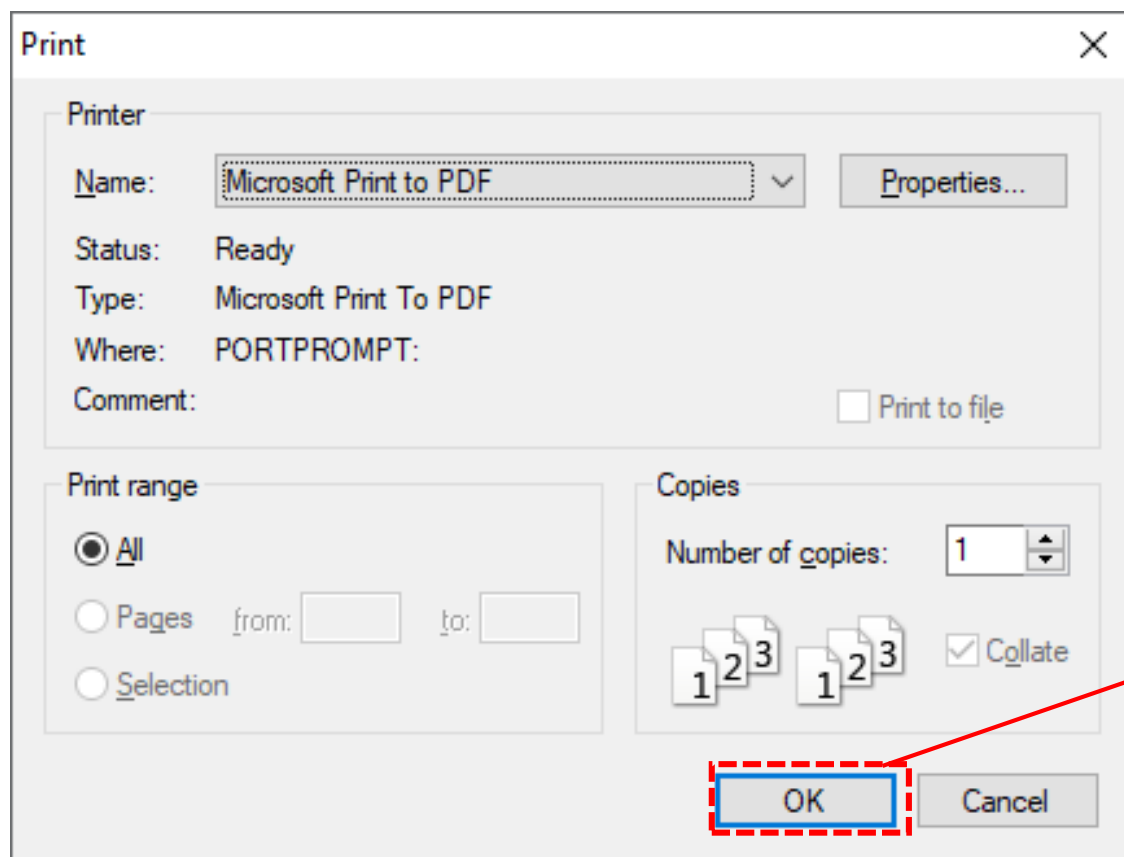 Print
Printer
Name: Microsoft Print to PDF Properties...
Status: Ready
Type: Microsoft Print To PDF
Where: PORTPROMPT:
Comment:
Print to file
Print range
All
Pages from: to:
Selection
Copies
Number of copies: 1
1 2 3 1 2 3
Collate
OK Cancel